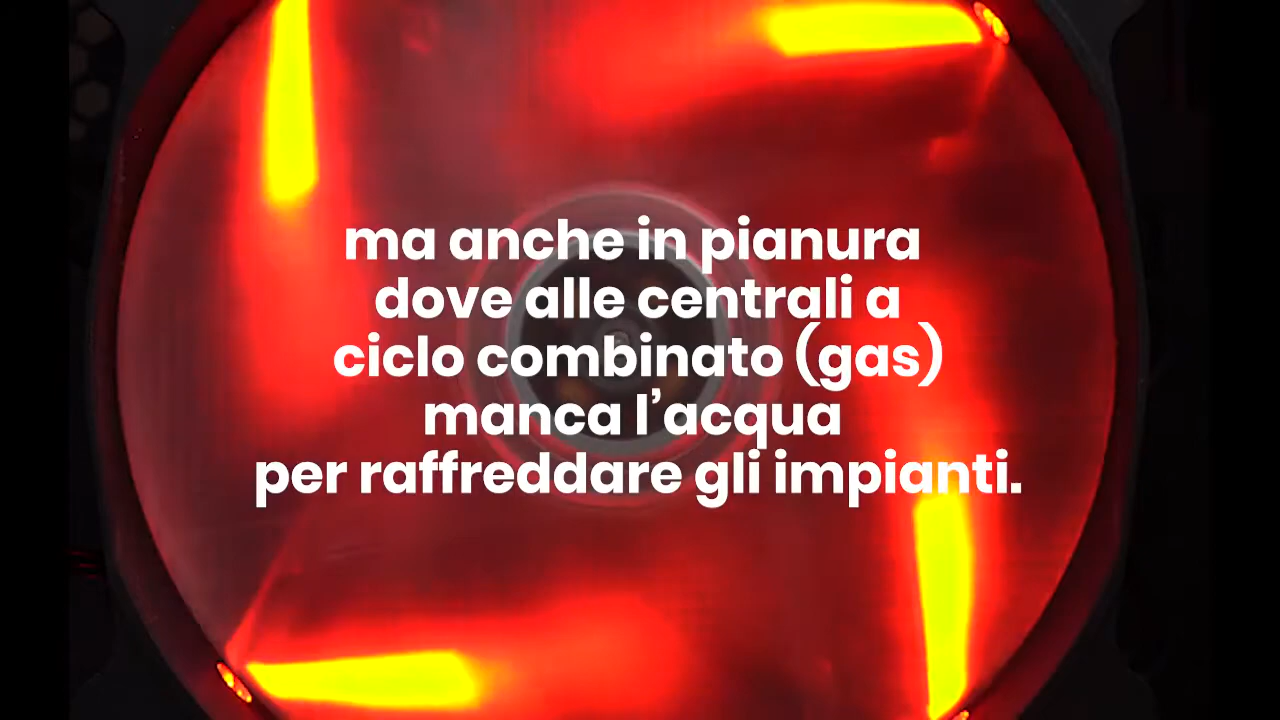 ma anche in pianura
dove alle centrali a
ciclo combinato (gas)
manca l’acqua
per raffreddare gli impianti.